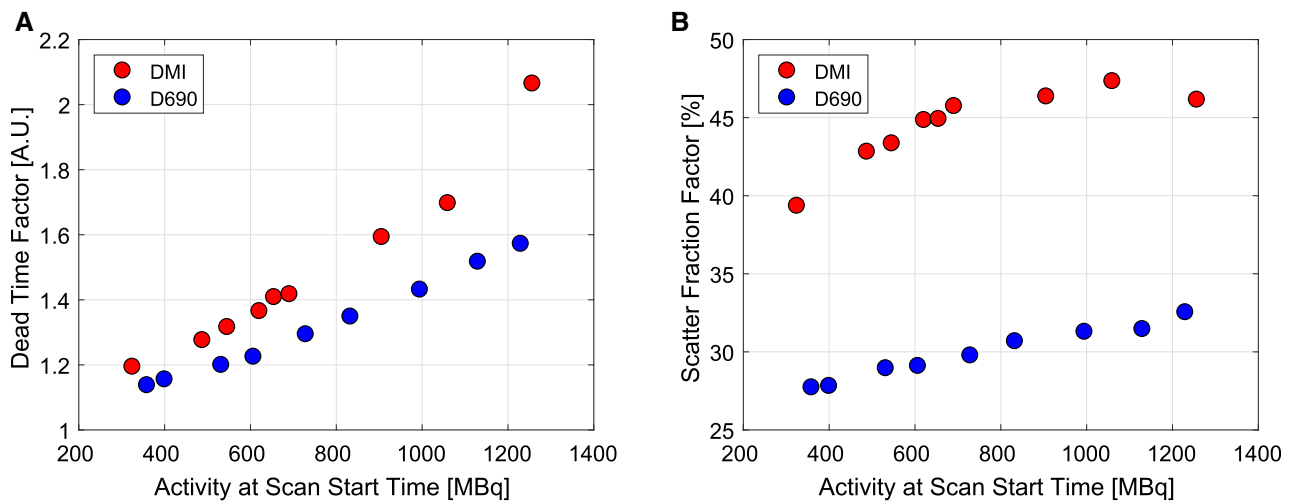 A
2.2
2
1.8
1.6
1.4
1.2
1
200
400
600
800
1000
1200
1400
Dead Time Factor [A.U.]
Activity at Scan Start Time [MBq]
DMI
D690
B
50
45
40
35
30
25
200
400
600
800
1000
1200
1400
Scatter Fraction Factor [%]
Activity at Scan Start Time [MBq]
DMI
D690